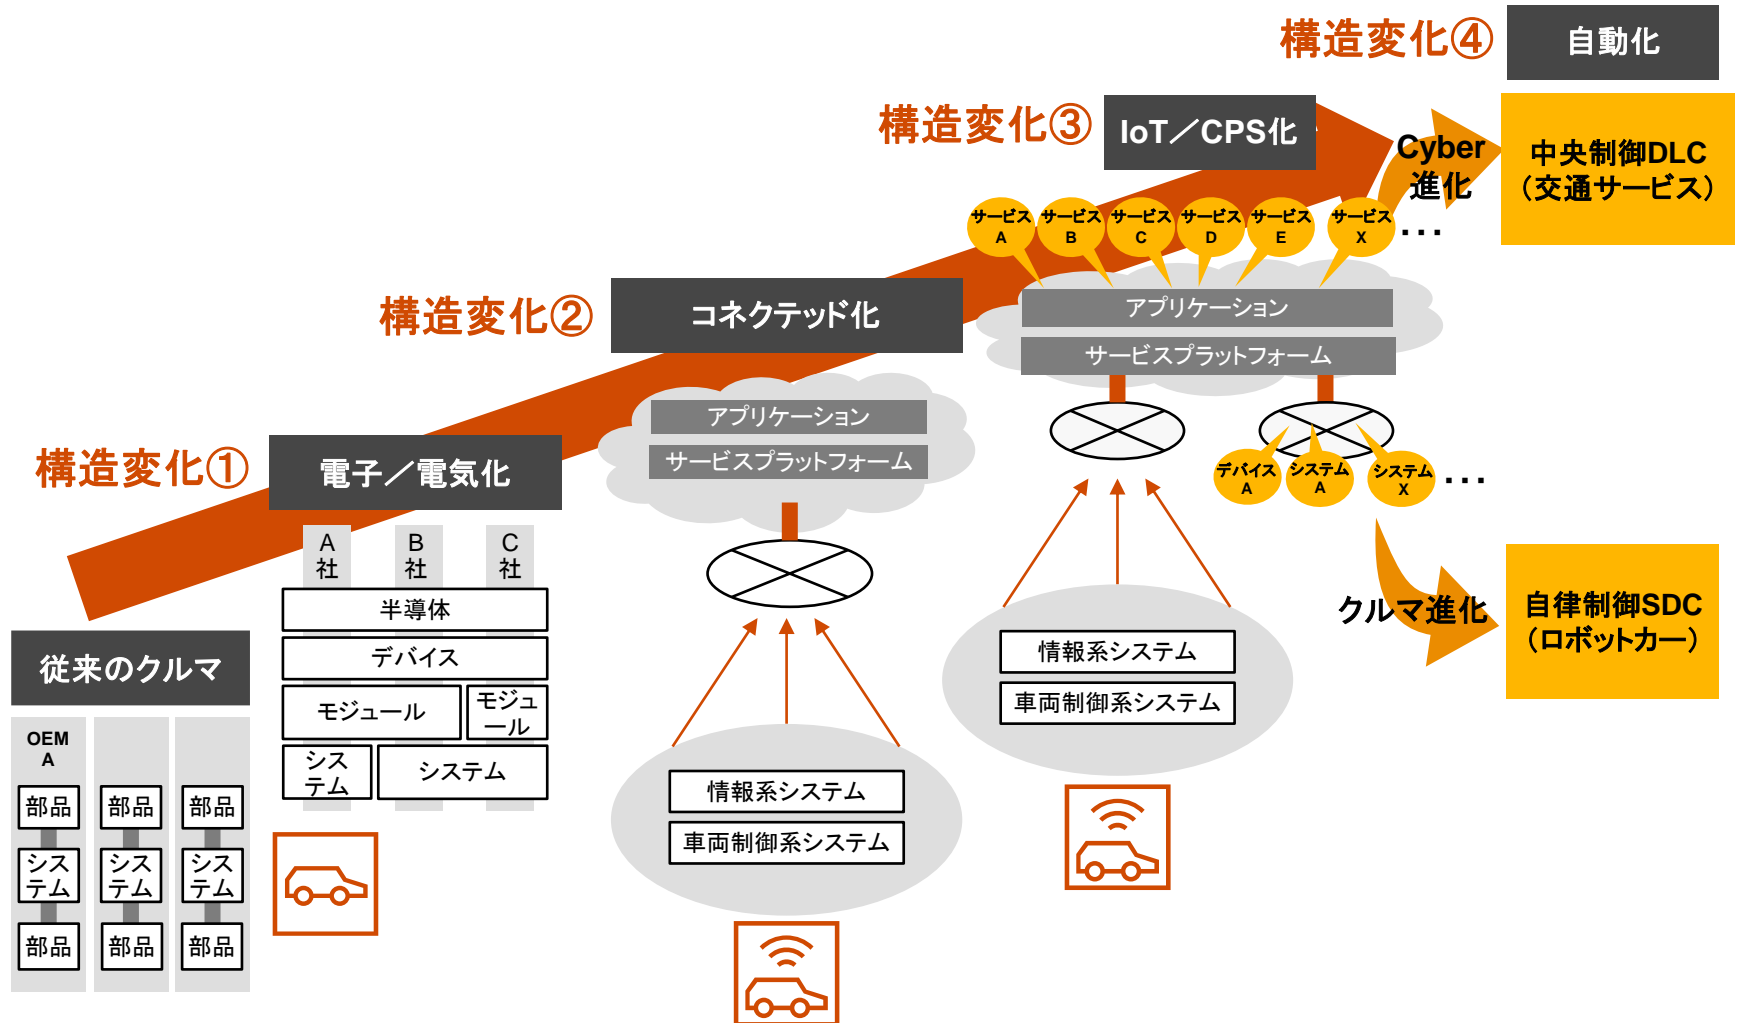 構造変化④
自動化
構造変化③
IoT／CPS化
Cyber
進化
中央制御DLC
（交通サービス）
サービス
A
サービス
B
サービス
C
サービス
D
サービス
E
サービス
X
...
アプリケーション
サービスプラットフォーム
デバイス
A
システム
A
システム
X
...
クルマ進化
自律制御SDC
（ロボットカー）
情報系システム
車両制御系システム
構造変化②
コネクテッド化
アプリケーション
サービスプラットフォーム
情報系システム
車両制御系システム
構造変化①
電子／電気化
A
社
B
社
C
社
半導体
デバイス
モジュール
モジュ
ール
シス
テム
システム
従来のクルマ
OEM
A
部品
部品
部品
シス
テム
シス
テム
シス
テム
部品
部品
部品